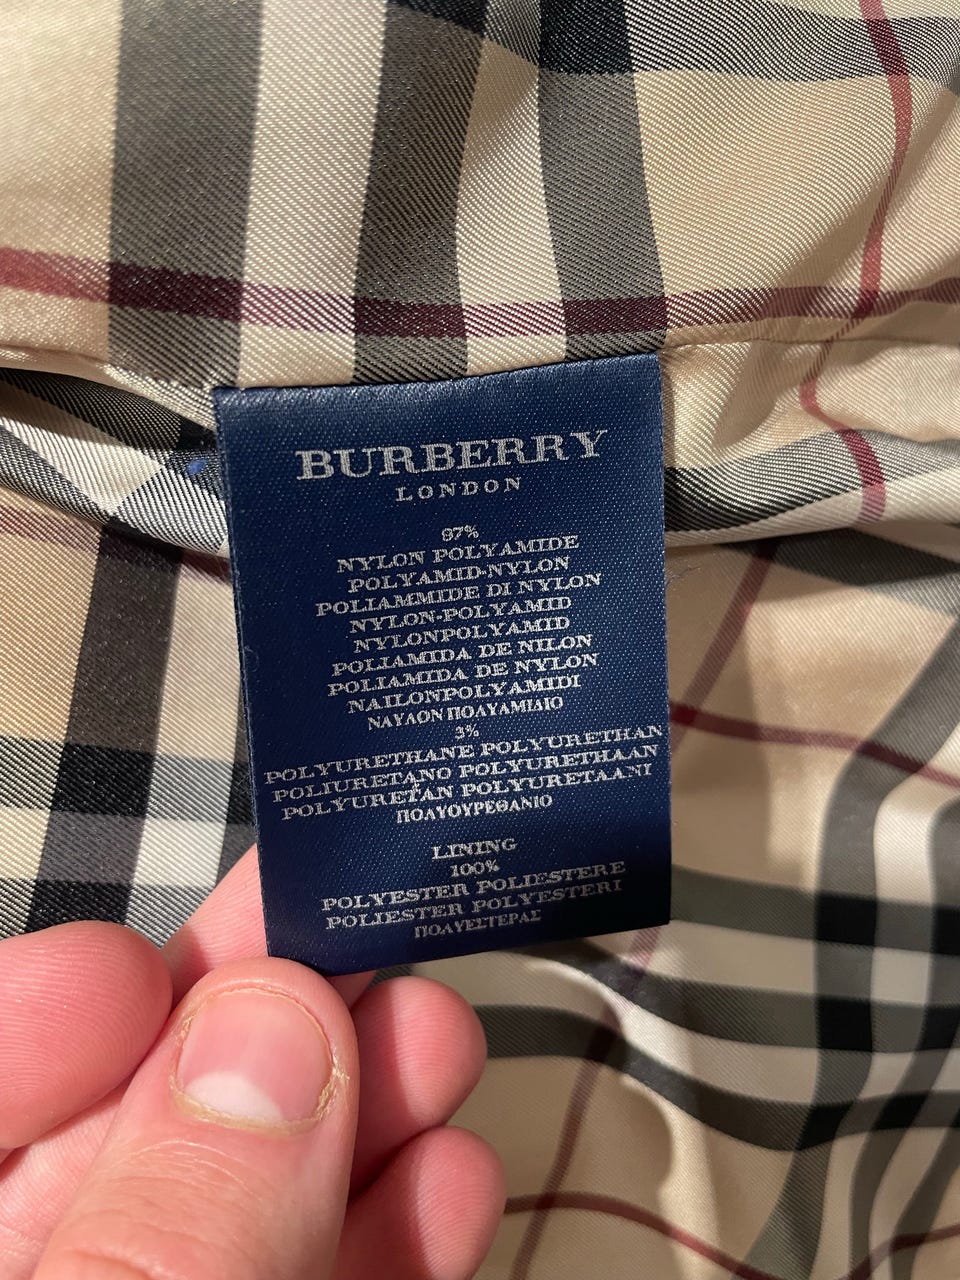 BURBERRY
LONDON
97%
NYLON POLYAMIDE
POLYAMID-NYLON
POLIAMMIDE DI NYLON
NYLON-POLYAMID
NYLONPOLYAMID
POLIAMIDA DE NILON
POLIAMIDA DE NYLON
NAILONPOLYAMIDI
ΝΑΥΛΟΝ ΠΟΛΥΑΜΙΔΙΟ
3%
POLYURETHANE POLYURETHAN
POLIURETANO POLYURETHAAN
POLYURETAN POLYURETAANI
ΠΟΛΥΟΥΡΕΘΑΝΙΟ
LINING
100%
POLYESTER POLIESTERE
POLIESTER POLYESTERI
ΠΟΛΥΕΣΤΕΡΑΣ